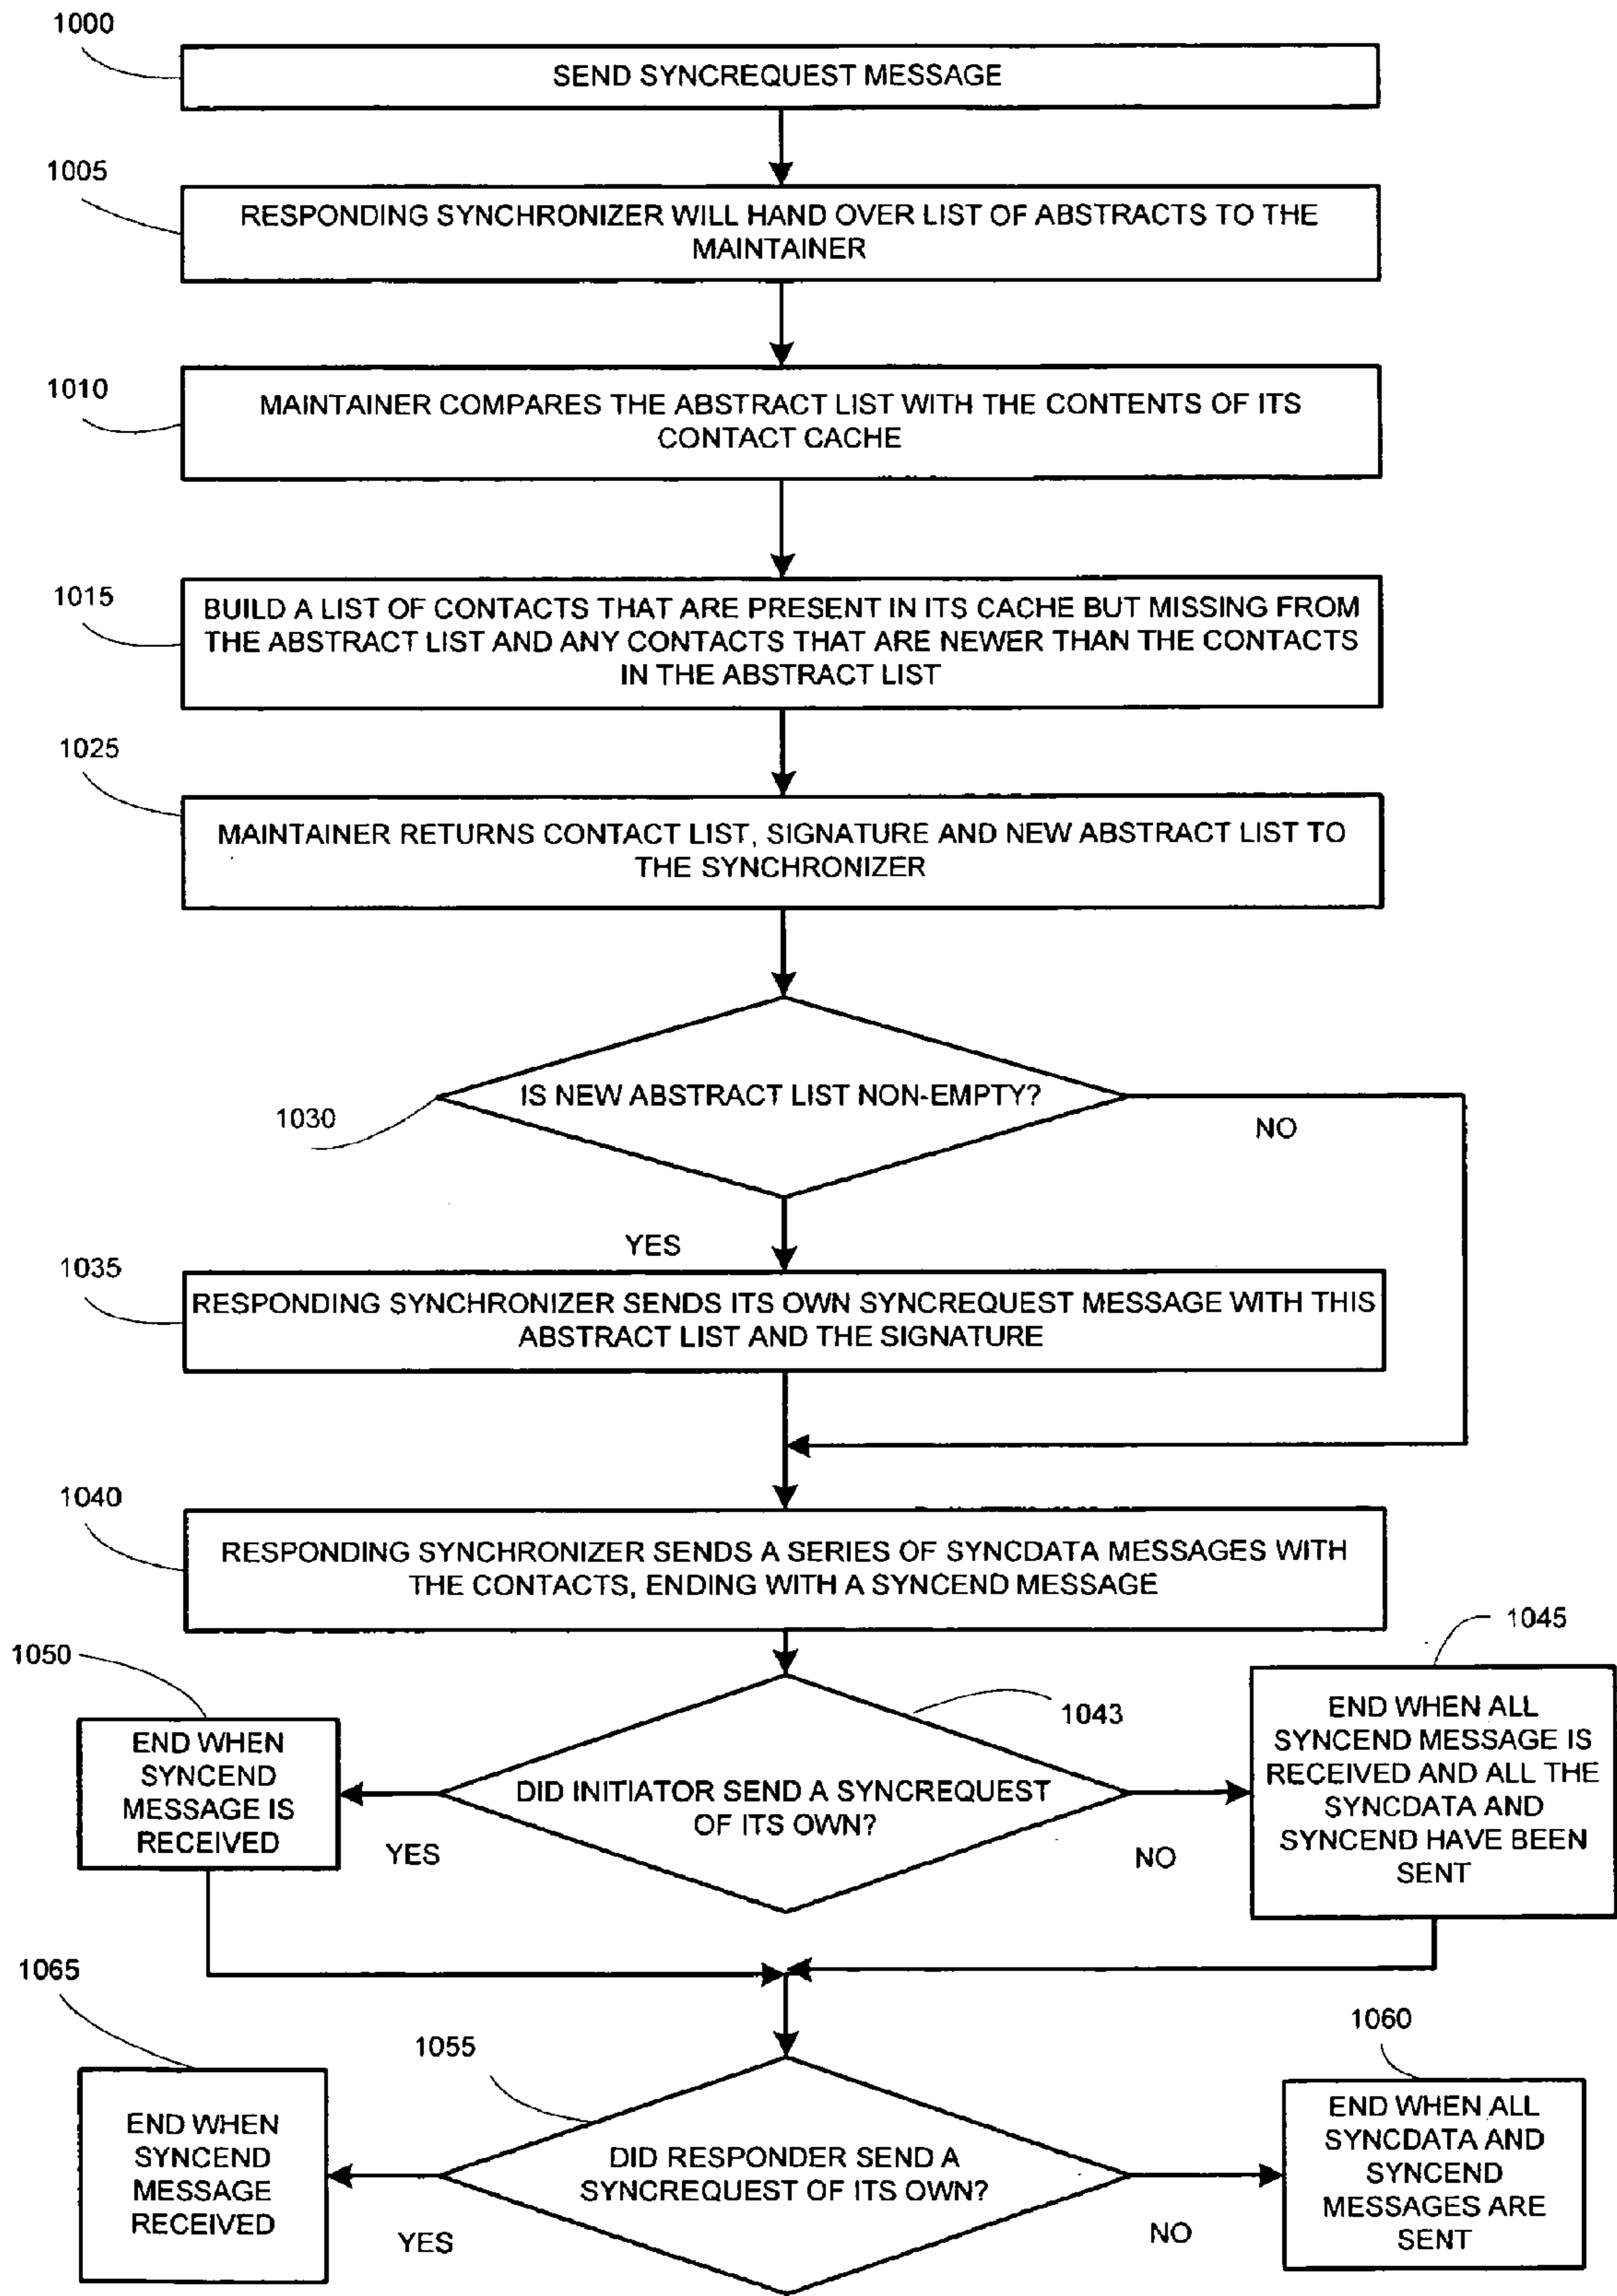 1000
SEND SYNCREQUEST MESSAGE
1005
RESPONDING SYNCHRONIZER WILL HAND OVER LIST OF ABSTRACTS TO THE
MAINTAINER
1010
MAINTAINER COMPARES THE ABSTRACT LIST WITH THE CONTENTS OF ITS
CONTACT CACHE
1015
BUILD A LIST OF CONTACTS THAT ARE PRESENT IN ITS CACHE BUT MISSING FROM
THE ABSTRACT LIST AND ANY CONTACTS THAT ARE NEWER THAN THE CONTACTS
IN THE ABSTRACT LIST
1025
MAINTAINER RETURNS CONTACT LIST, SIGNATURE AND NEW ABSTRACT LIST TO
THE SYNCHRONIZER
IS NEW ABSTRACT LIST NON-EMPTY?
1030
NO
YES
1035
RESPONDING SYNCHRONIZER SENDS ITS OWN SYNCREQUEST MESSAGE WITH THIS
ABSTRACT LIST AND THE SIGNATURE
1040
RESPONDING SYNCHRONIZER SENDS A SERIES OF SYNCDATA MESSAGES WITH
THE CONTACTS, ENDING WITH A SYNCEND MESSAGE
1045
1050
1043
END WHEN
SYNCEND
MESSAGE IS
RECEIVED
DID INITIATOR SEND A SYNCREQUEST
OF ITS OWN?
END WHEN ALL
SYNCEND MESSAGE IS
RECEIVED AND ALL THE
SYNCDATA AND
SYNCEND HAVE BEEN
SENT
YES
NO
1065
1055
1060
END WHEN
SYNCEND
MESSAGE
RECEIVED
DID RESPONDER SEND A
SYNCREQUEST OF ITS OWN?
END WHEN ALL
SYNCDATA AND
SYNCEND
MESSAGES ARE
SENT
YES
NO